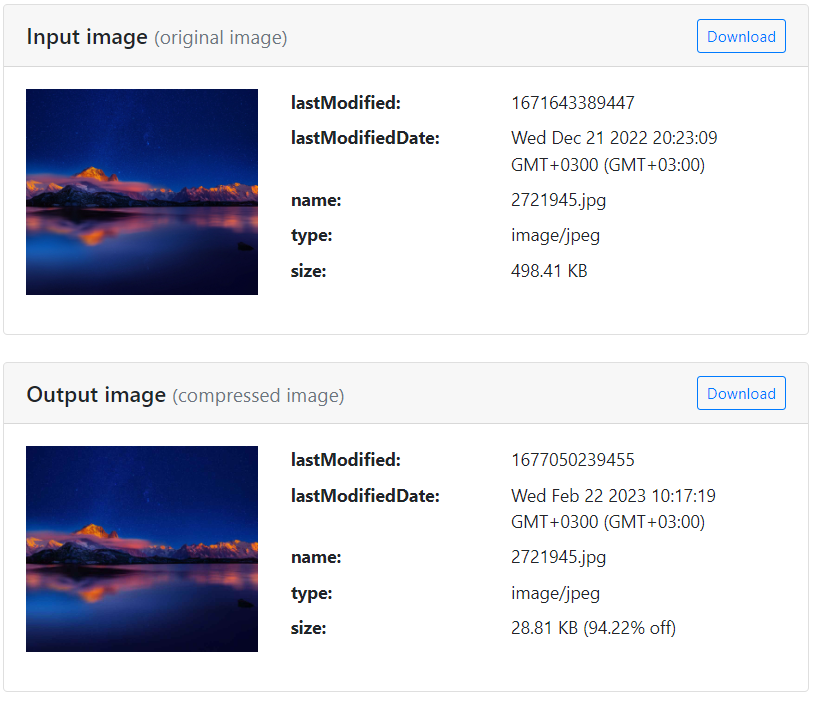 Input image (original image) Download
lastModified: 1671643389447
lastModifiedDate: Wed Dec 21 2022 20:23:09
GMT+0300 (GMT+03:00)
name: 2721945.jpg
type: image/jpeg
size: 498.41 KB
Output image (compressed image) Download
lastModified: 1677050239455
lastModifiedDate: Wed Feb 22 2023 10:17:19
GMT+0300 (GMT+03:00)
name: 2721945.jpg
type: image/jpeg
size: 28.81 KB (94.22% off)